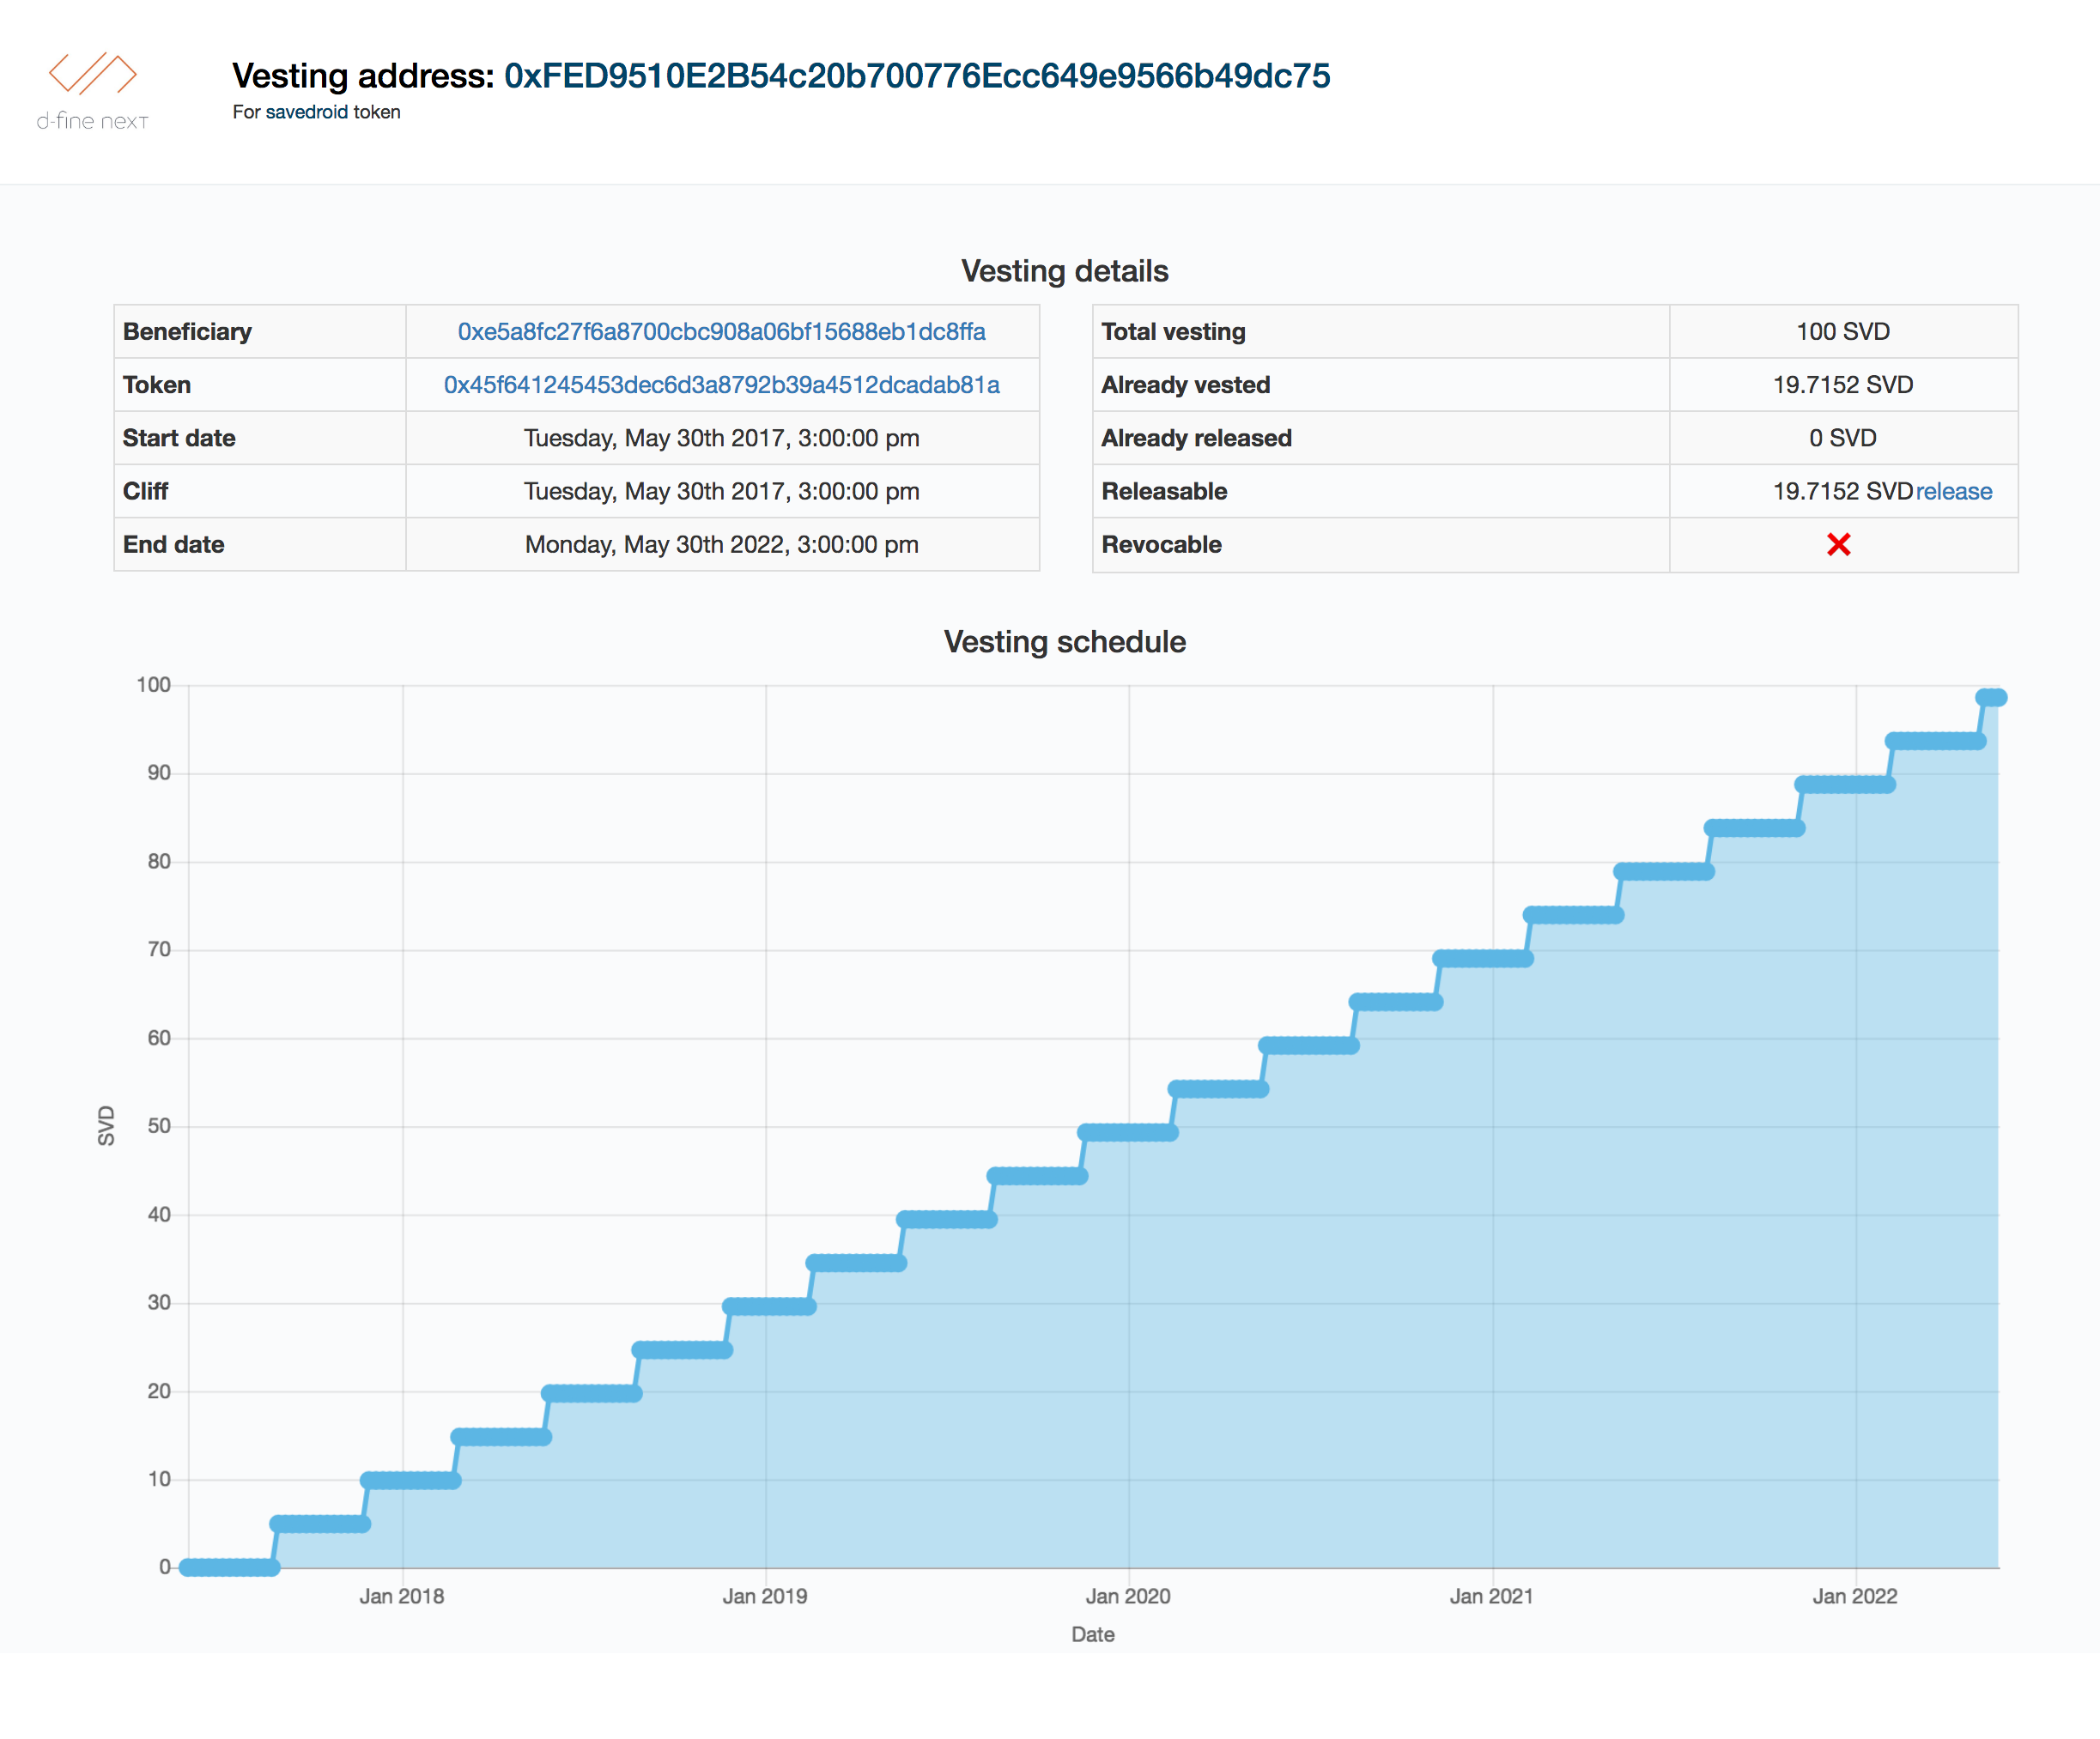 d-fine next
Vesting address: 0xFED9510E2B54c20b700776Ecc649e9566b49dc75
For savedroid token
Vesting details
Beneficiary 0xe5a8fc27f6a8700cbc908a06bf15688eb1dc8ffa
Token 0x45f641245453dec6d3a8792b39a4512dcadab81a
Start date Tuesday, May 30th 2017, 3:00:00 pm
Cliff Tuesday, May 30th 2017, 3:00:00 pm
End date Monday, May 30th 2022, 3:00:00 pm
Total vesting 100 SVD
Already vested 19.7152 SVD
Already released 0 SVD
Releasable 19.7152 SVD release
Revocable
Vesting schedule
100
90
80
70
60
50
40
30
20
10
0
SVD
Jan 2018 Jan 2019 Jan 2020 Jan 2021 Jan 2022
Date